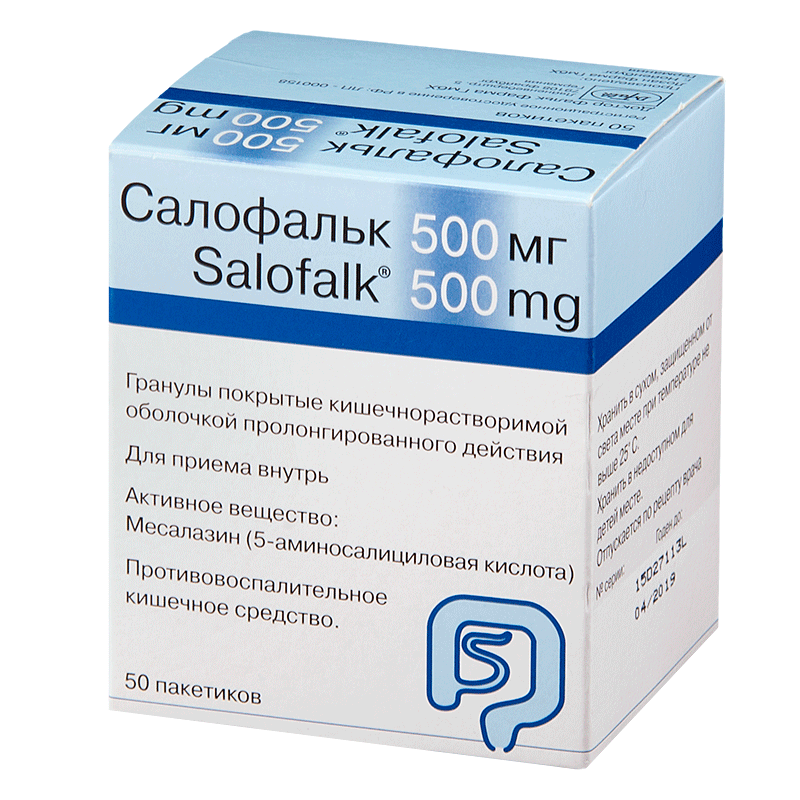 50 пакетиков
Салофальк 500 мг
Salofalk® 500 mg
Салофальк 500 мг
Salofalk® 500 mg
Гранулы покрытые кишечнорастворимой
оболочкой пролонгированного действия
Для приема внутрь
Активное вещество:
Месалазин (5-аминосалициловая кислота)
Противовоспалительное
кишечное средство.
50 пакетиков
Хранить в сухом, защищенном от
света месте при температуре не
выше 25°С.
Хранить в недоступном для
детей месте.
Отпускается по рецепту врача
№ серии: Годен до:
15D27113L
04/2019